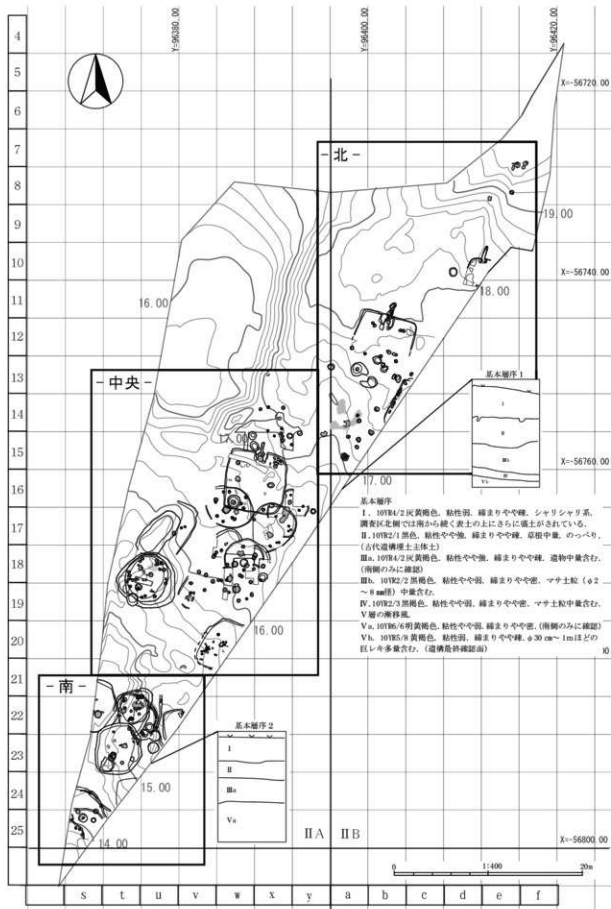 Y=96380.00
Y=96400.00
Y=96420.00
4
5
6
7
8
9
10
11
12
13
14
15
16
17
18
19
20
21
22
23
24
25
X=-56720.00
X=-56740.00
X=-56760.00
X=-56800.00
-北-
-中央-
-南-
19.00
18.00
16.00
17.00
16.00
15.00
14.00
基本層序1
Ⅰ
Ⅱ
Ⅲb
Ⅳ
Ⅴb
基本層序
Ⅰ. 10YR4/2灰黄褐色、粘性弱、締まりやや疎、シャリシャリ系、
調査区北側では南から続く表土の上にさらに盛土がされている。
Ⅱ. 10YR2/1黒色、粘性やや強、締まりやや疎、草根中量、のっぺり。
(古代遺構埋土主体土)
Ⅲa. 10YR4/2灰黄褐色、粘性やや強、締まりやや疎、遺物中量含む。
(南側のみに確認)
Ⅲb. 10YR2/2黒褐色、粘性やや弱、締まりやや密、マサ土粒(φ2
～8㎜径)中量含む。
Ⅳ. 10YR2/3黒褐色、粘性やや弱、締まりやや密、マサ土粒中量含む。
Ⅴ層の漸移風。
Ⅴa. 10YR6/6明黄褐色、粘性やや弱、締まりやや密。(南側のみに確認)
Ⅴb. 10YR5/8黄褐色、粘性弱、締まりやや疎、φ30㎝～1mほどの
巨レキ多量含む。(遺構最終確認面)
基本層序2
Ⅰ
Ⅱ
Ⅲa
Ⅴa
ⅡA ⅡB
0 1:400 20m
s t u v w x y a b c d e f